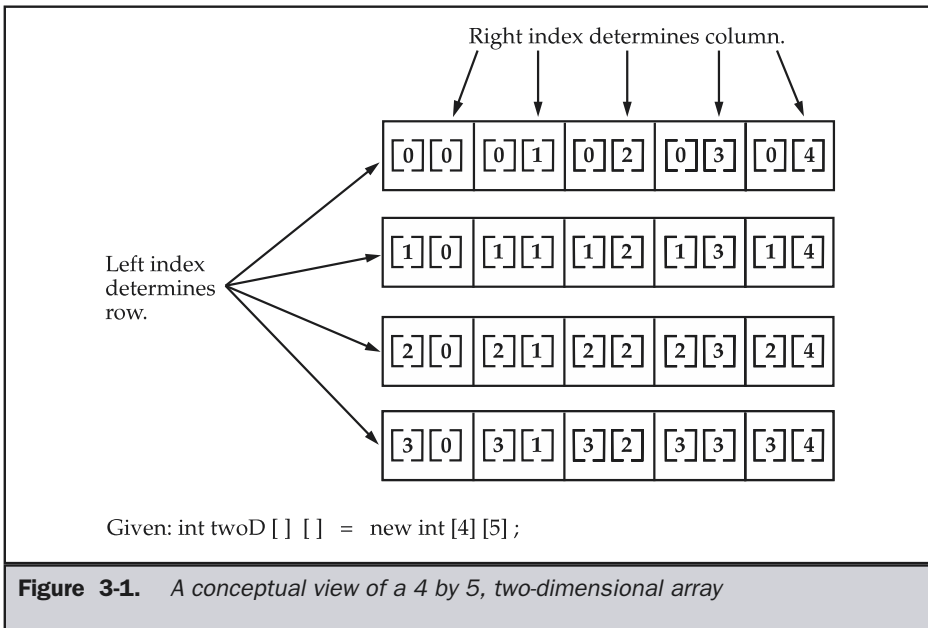 Right index determines column.
[0][0] [0][1] [0][2] [0][3] [0][4]
[1][0] [1][1] [1][2] [1][3] [1][4]
Left index
determines
row.
[2][0] [2][1] [2][2] [2][3] [2][4]
[3][0] [3][1] [3][2] [3][3] [3][4]
Given: int twoD [ ] [ ] = new int [4] [5] ;
Figure 3-1. A conceptual view of a 4 by 5, two-dimensional array